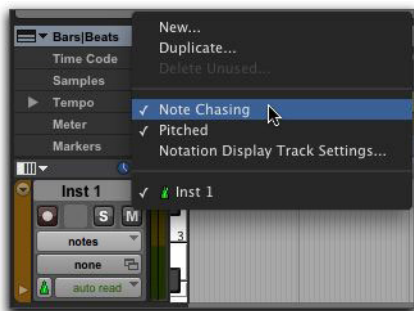 Bars|Beats
Time Code
Samples
Tempo
Meter
Markers
New...
Duplicate...
Delete Unused...
✓ Note Chasing
✓ Pitched
Notation Display Track Settings...
✓ Inst 1
Inst 1
S M
notes
none
auto read
3